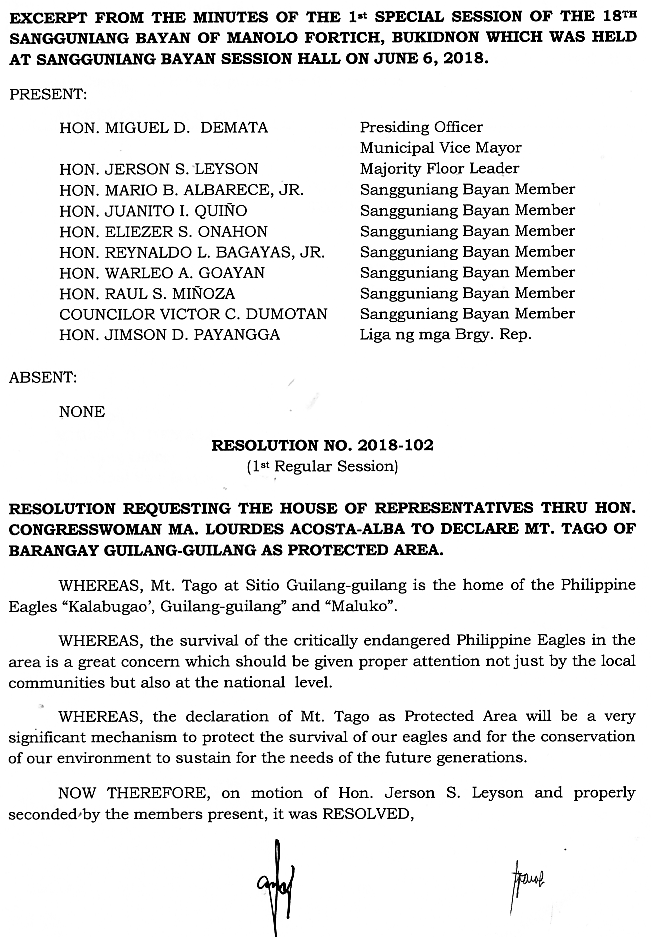 EXCERPT FROM THE MINUTES OF THE 1st SPECIAL SESSION OF THE 18TH
SANGGUNIANG BAYAN OF MANOLO FORTICH, BUKIDNON WHICH WAS HELD
AT SANGGUNIANG BAYAN SESSION HALL ON JUNE 6, 2018.
PRESENT:
HON. MIGUEL D. DEMATA Presiding Officer
Municipal Vice Mayor
HON. JERSON S. LEYSON Majority Floor Leader
HON. MARIO B. ALBARECE, JR. Sangguniang Bayan Member
HON. JUANITO I. QUIÑO Sangguniang Bayan Member
HON. ELIEZER S. ONAHON Sangguniang Bayan Member
HON. REYNALDO L. BAGAYAS, JR. Sangguniang Bayan Member
HON. WARLEO A. GOAYAN Sangguniang Bayan Member
HON. RAUL S. MIÑOZA Sangguniang Bayan Member
COUNCILOR VICTOR C. DUMOTAN Sangguniang Bayan Member
HON. JIMSON D. PAYANGGA Liga ng mga Brgy. Rep.
ABSENT:
NONE
RESOLUTION NO. 2018-102
(1st Regular Session)
RESOLUTION REQUESTING THE HOUSE OF REPRESENTATIVES THRU HON.
CONGRESSWOMAN MA. LOURDES ACOSTA-ALBA TO DECLARE MT. TAGO OF
BARANGAY GUILANG-GUILANG AS PROTECTED AREA.
WHEREAS, Mt. Tago at Sitio Guilang-guilang is the home of the Philippine
Eagles “Kalabugao’, Guilang-guilang” and “Maluko”.
WHEREAS, the survival of the critically endangered Philippine Eagles in the
area is a great concern which should be given proper attention not just by the local
communities but also at the national level.
WHEREAS, the declaration of Mt. Tago as Protected Area will be a very
significant mechanism to protect the survival of our eagles and for the conservation
of our environment to sustain for the needs of the future generations.
NOW THEREFORE, on motion of Hon. Jerson S. Leyson and properly
seconded by the members present, it was RESOLVED,